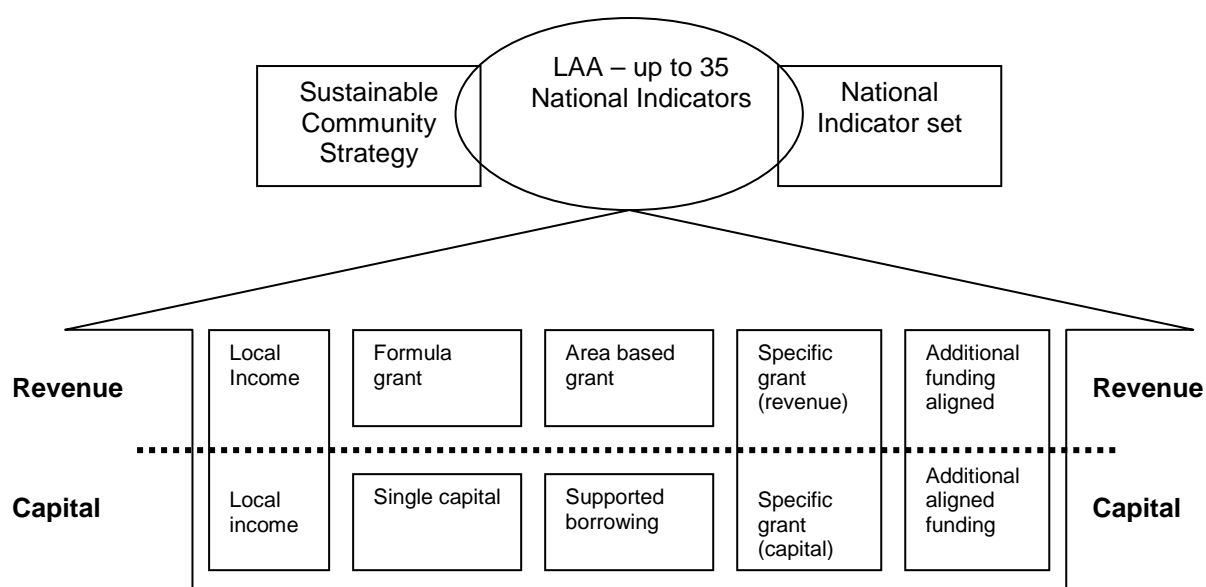 Sustainable
Community
Strategy
LAA – up to 35
National Indicators
National
Indicator set
Revenue
Local
Income
Formula
grant
Area based
grant
Specific
grant
(revenue)
Additional
funding
aligned
Revenue
Capital
Local
income
Single capital
Supported
borrowing
Specific
grant
(capital)
Additional
aligned
funding
Capital